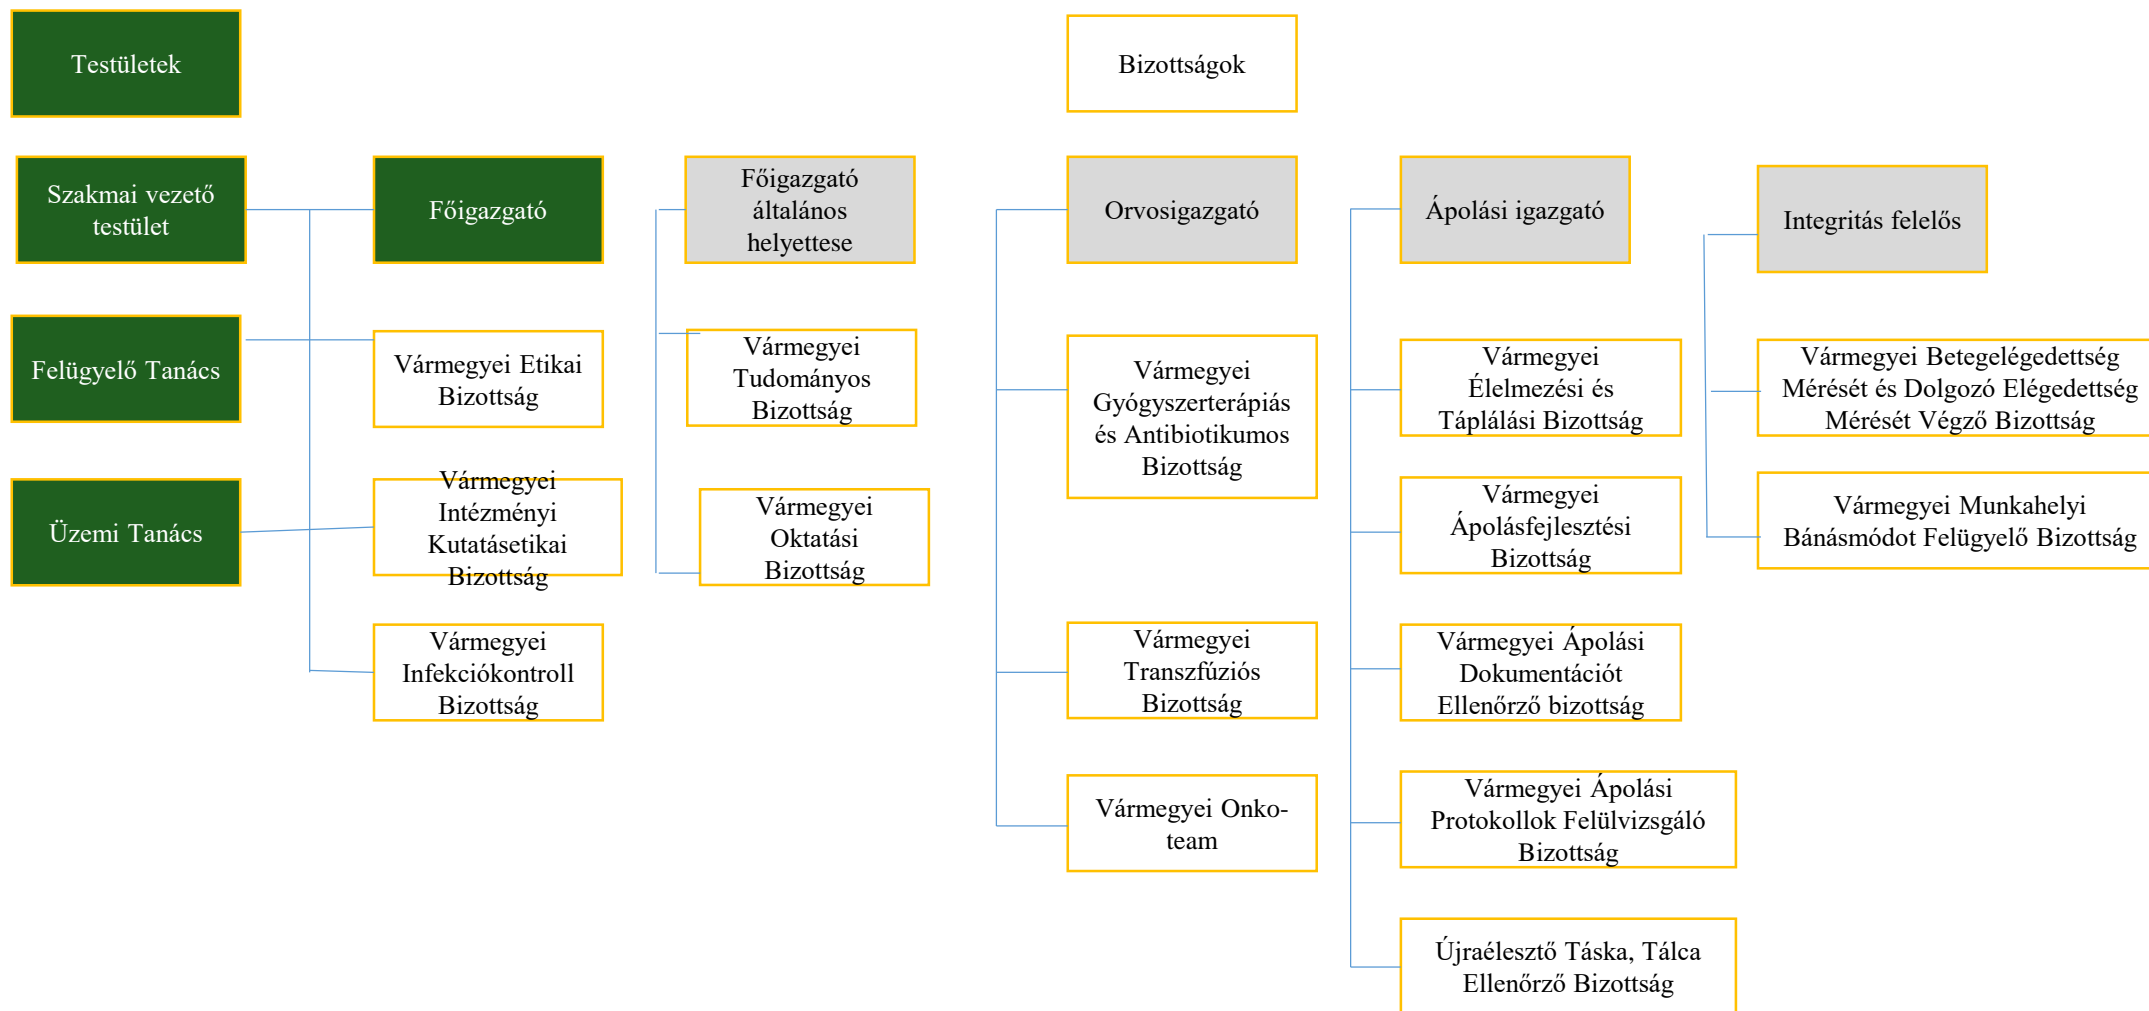 Testületek
Bizottságok
Szakmai vezető
testület
Főigazgató
Főigazgató
általános
helyettese
Orvosigazgató
Ápolási igazgató
Integritás felelős
Felügyelő Tanács
Vármegyei Etikai
Bizottság
Vármegyei
Tudományos
Bizottság
Vármegyei
Gyógyszerterápiás
és Antibiotikumos
Bizottság
Vármegyei
Élelmezési és
Táplálási Bizottság
Vármegyei Betegelégedettség
Mérését és Dolgozó Elégedettség
Mérését Végző Bizottság
Üzemi Tanács
Vármegyei
Intézményi
Kutatásetikai
Bizottság
Vármegyei
Oktatási
Bizottság
Vármegyei
Ápolásfejlesztési
Bizottság
Vármegyei Munkahelyi
Bánásmódot Felügyelő Bizottság
Vármegyei
Infekciókontroll
Bizottság
Vármegyei
Transzfúziós
Bizottság
Vármegyei Ápolási
Dokumentációt
Ellenőrző bizottság
Vármegyei Onko-
team
Vármegyei Ápolási
Protokollok Felülvizsgáló
Bizottság
Újraélesztő Táska, Tálca
Ellenőrző Bizottság